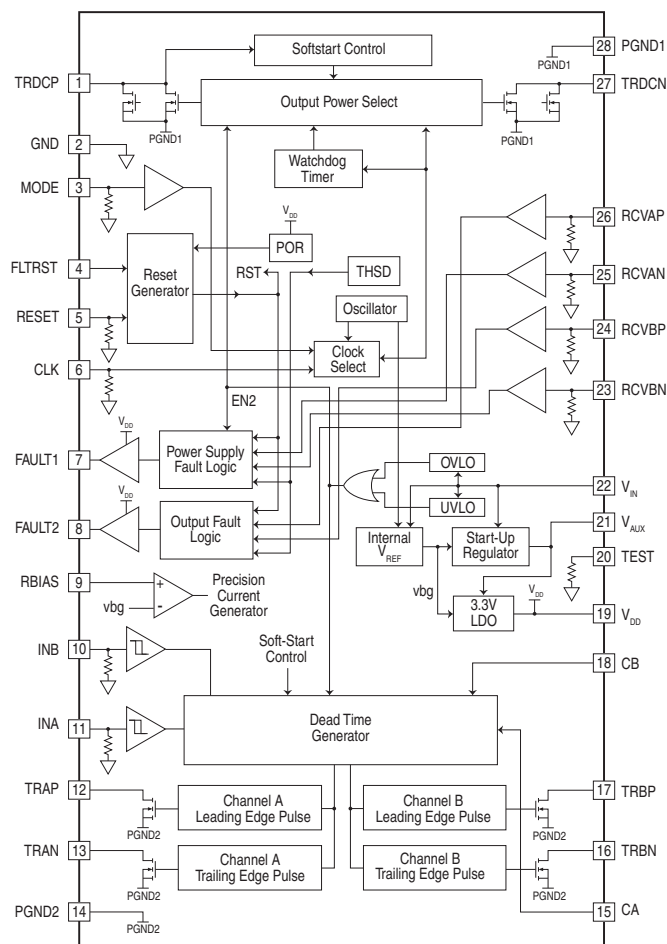 Softstart Control
28 PGND1
PGND1
TRDCP 1
27 TRDCN
Output Power Select
PGND1
PGND1
GND 2
Watchdog
Timer
MODE 3
26 RCVAP
VDD
POR
FLTRST 4
Reset
Generator
RST
THSD
25 RCVAN
RESET 5
Oscillator
24 RCVBP
CLK 6
Clock
Select
23 RCVBN
EN2
VDD
FAULT1 7
Power Supply
Fault Logic
OVLO
22 VIN
UVLO
VDD
FAULT2 8
Output Fault
Logic
Internal
VREF
Start-Up
Regulator
21 VAUX
20 TEST
RBIAS 9
+
-
vbg
Precision
Current
Generator
vbg
3.3V
LDO
VDD
19 VDD
INB 10
Soft-Start
Control
18 CB
INA 11
Dead Time
Generator
TRAP 12
PGND2
Channel A
Leading Edge Pulse
Channel B
Leading Edge Pulse
PGND2
17 TRBP
TRAN 13
PGND2
Channel A
Trailing Edge Pulse
Channel B
Trailing Edge Pulse
PGND2
16 TRBN
PGND2 14
PGND2
15 CA